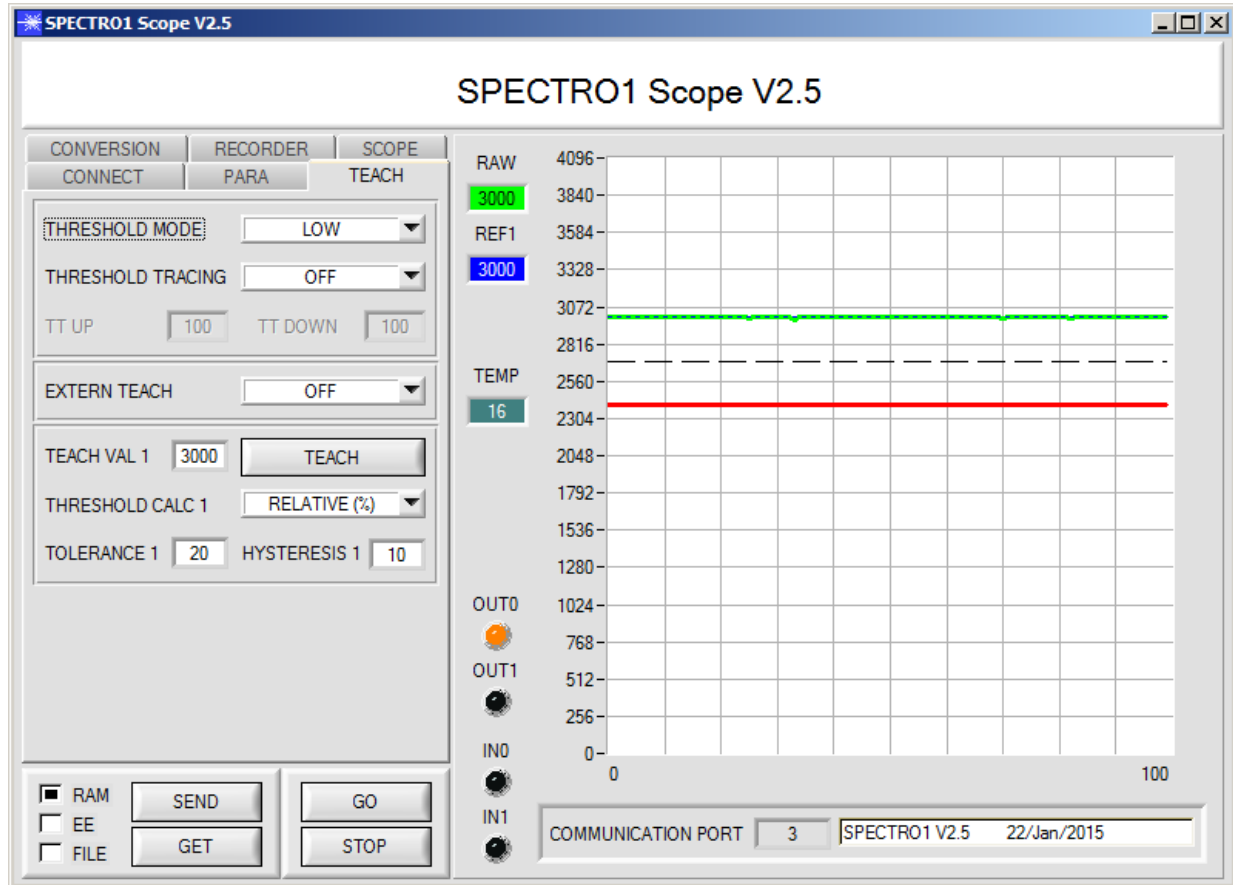 SPECTRO1 Scope V2.5
SPECTRO1 Scope V2.5
CONVERSION RECORDER SCOPE
CONNECT PARA TEACH
THRESHOLD MODE LOW
THRESHOLD TRACING OFF
TT UP 100 TT DOWN 100
EXTERN TEACH OFF
TEACH VAL 1 3000 TEACH
THRESHOLD CALC 1 RELATIVE (%)
TOLERANCE 1 20 HYSTERESIS 1 10
RAM SEND GO
EE
FILE GET STOP
RAW
3000
REF1
3000
TEMP
16
OUT0
OUT1
IN0
IN1
4096
3840
3584
3328
3072
2816
2560
2304
2048
1792
1536
1280
1024
768
512
256
0
0 100
COMMUNICATION PORT 3 SPECTRO1 V2.5 22/Jan/2015